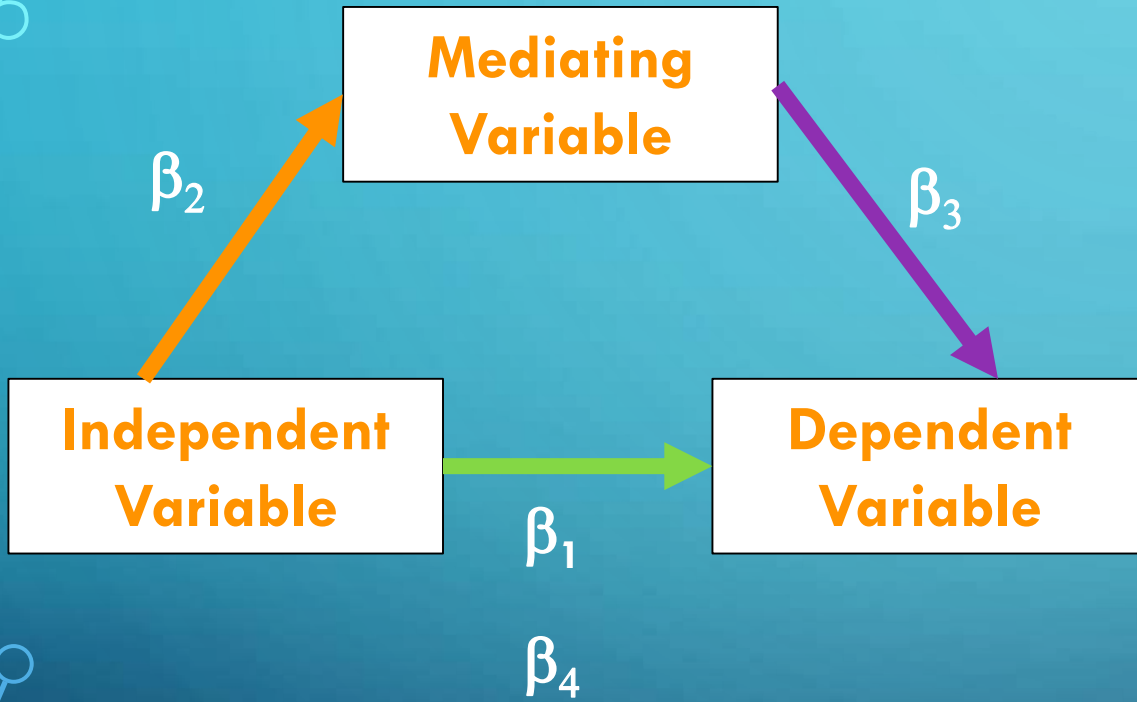 Mediating
Variable
β₂
β₃
Independent
Variable
Dependent
Variable
β₁
β₄